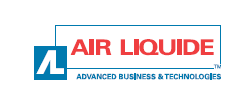 AL
AIR LIQUIDE
TM
ADVANCED BUSINESS & TECHNOLOGIES